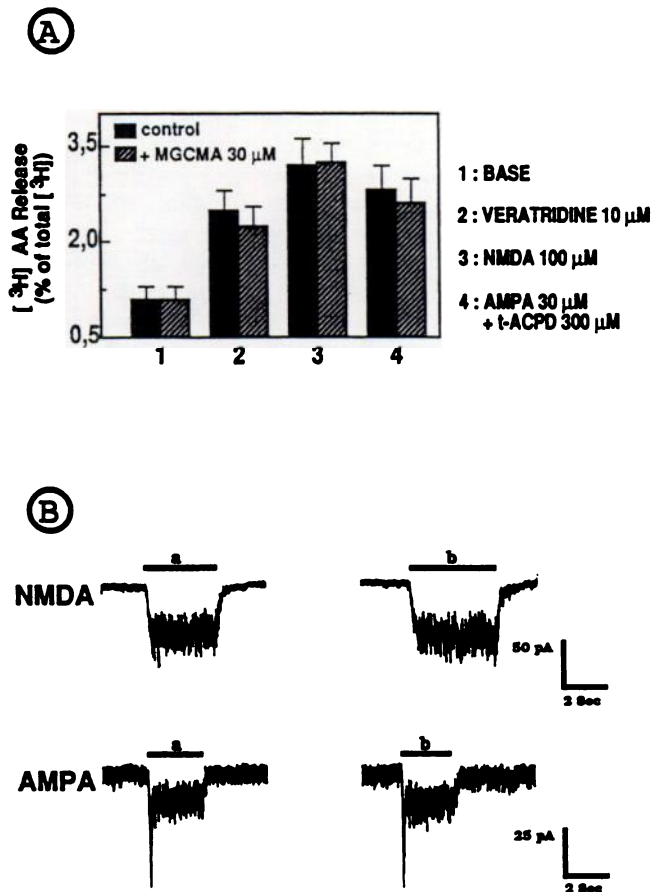 A
[³H] AA Release
(% of total [³H])
3,5
2,0
0,5
control
+ MGCMA 30 µM
1
2
3
4
1 : BASE
2 : VERATRIDINE 10 µM
3 : NMDA 100 µM
4 : AMPA 30 µM
+ t-ACPD 300 µM
B
NMDA
a
b
50 pA
2 Sec
AMPA
a
b
25 pA
2 Sec